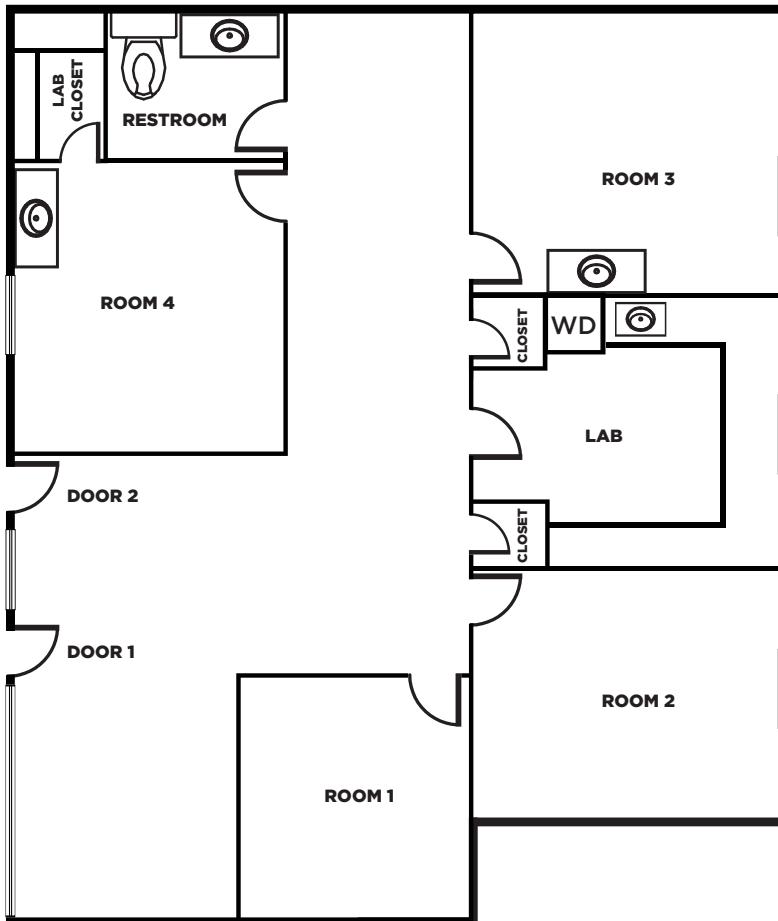 LAB
CLOSET
RESTROOM
ROOM 3
ROOM 4
CLOSET
WD
LAB
DOOR 2
CLOSET
DOOR 1
ROOM 2
ROOM 1